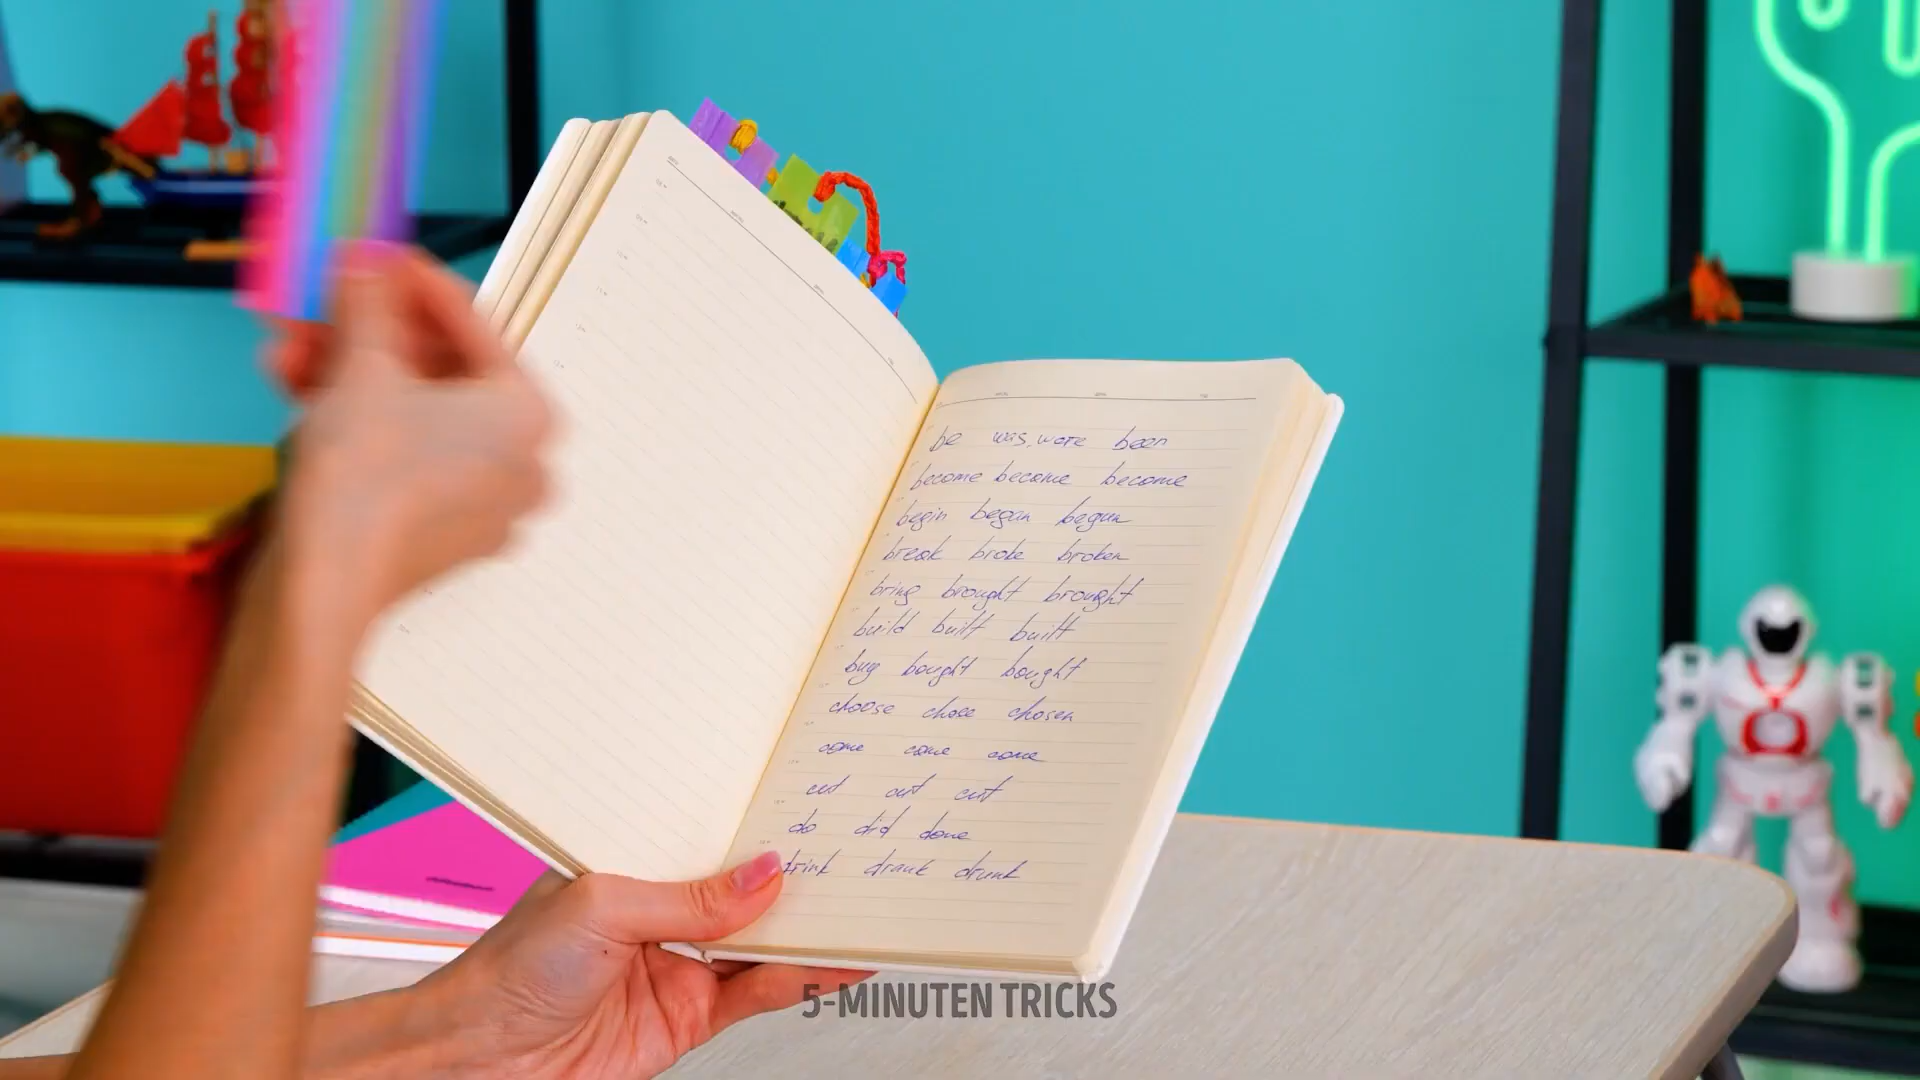 be was, were been
become became become
begin began begun
break broke broken
bring brought brought
build built built
buy bought bought
choose chose chosen
come came come
cut cut cut
do did done
drink drank drunk
5-MINUTEN TRICKS